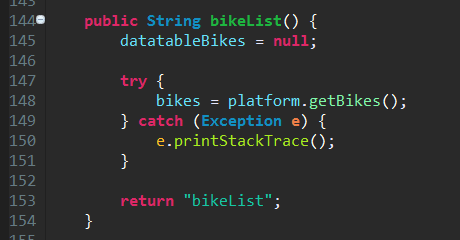 144 public String bikeList() {
145 datatableBikes = null;
146
147 try {
148 bikes = platform.getBikes();
149 } catch (Exception e) {
150 e.printStackTrace();
151 }
152
153 return "bikeList";
154 }